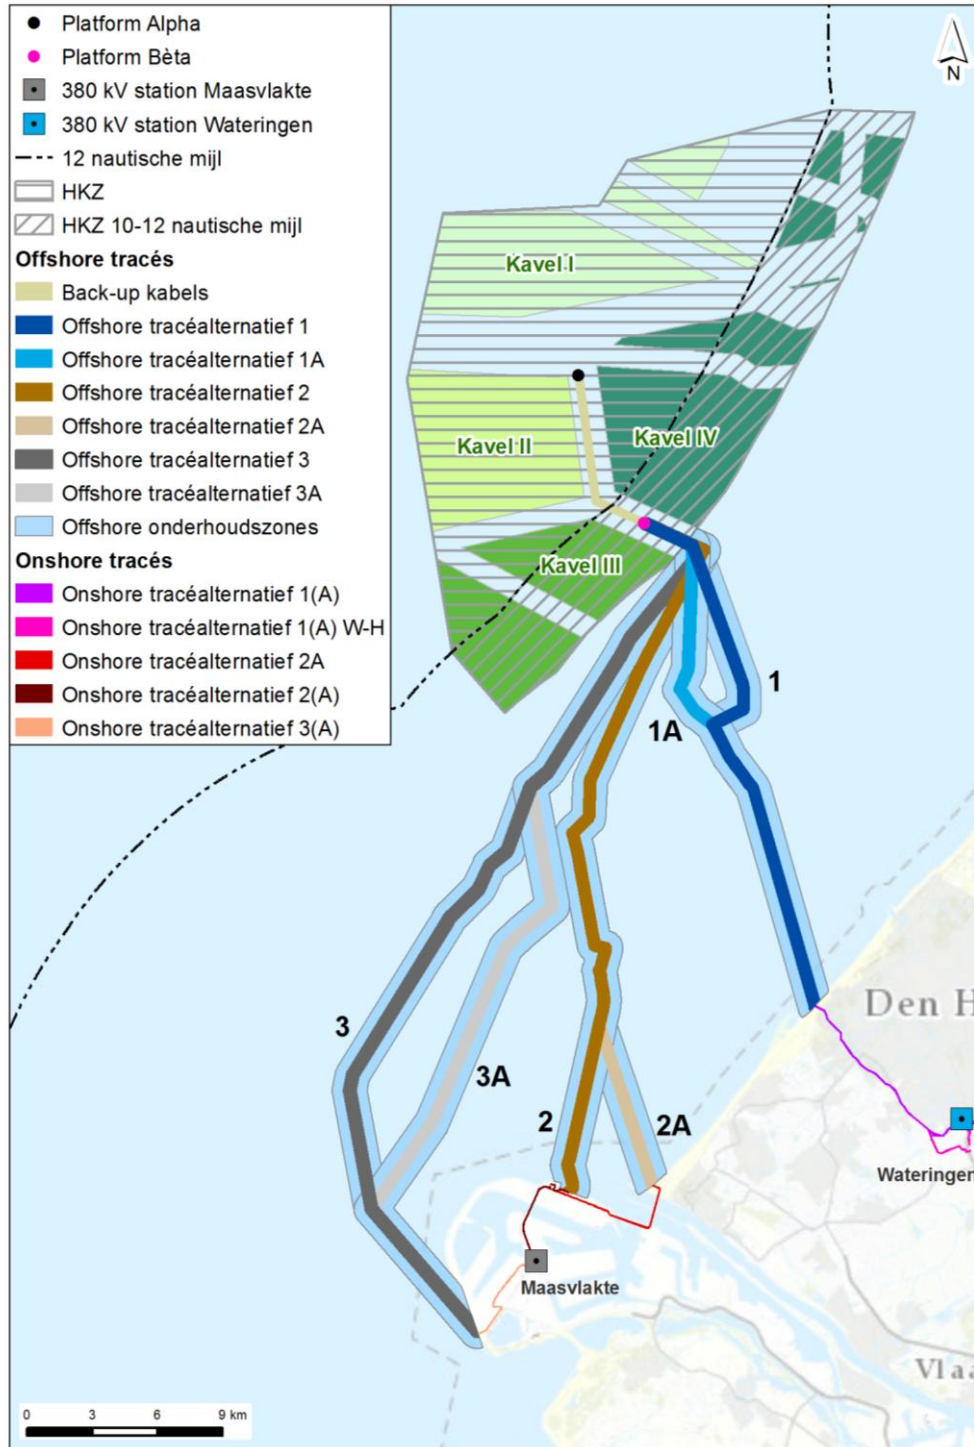 Platform Alpha
Platform Bèta
380 kV station Maasvlakte
380 kV station Wateringen
12 nautische mijl
HKZ
HKZ 10-12 nautische mijl
Offshore tracés
Back-up kabels
Offshore tracéalternatief 1
Offshore tracéalternatief 1A
Offshore tracéalternatief 2
Offshore tracéalternatief 2A
Offshore tracéalternatief 3
Offshore tracéalternatief 3A
Offshore onderhoudszones
Onshore tracés
Onshore tracéalternatief 1(A)
Onshore tracéalternatief 1(A) W-H
Onshore tracéalternatief 2A
Onshore tracéalternatief 2(A)
Onshore tracéalternatief 3(A)
N
Kavel I
Kavel II
Kavel IV
Kavel III
1
1A
3
3A
2
2A
Den H
Wateringen
Maasvlakte
Vlaa
0 3 6 9 km